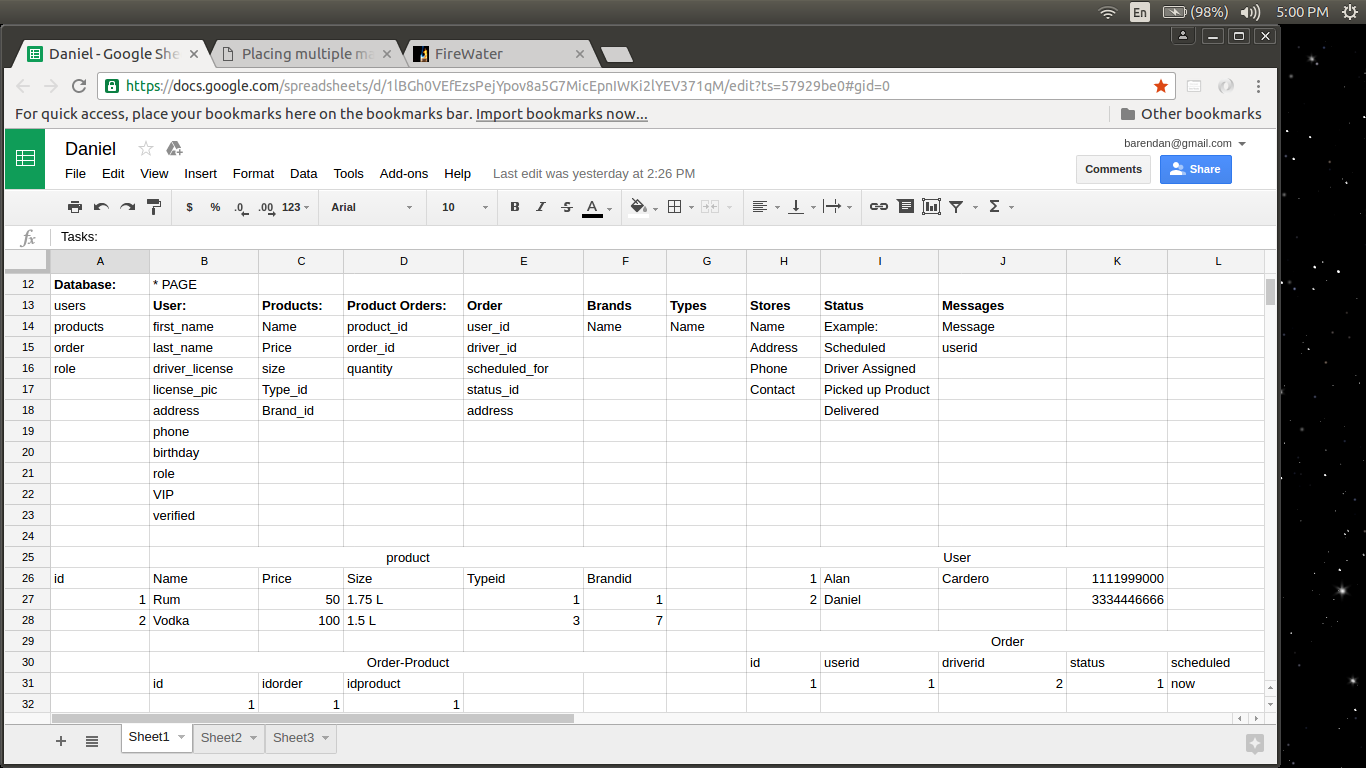 En (98%) 5:00 PM
Daniel - Google She Placing multiple ma FireWater
https://docs.google.com/spreadsheets/d/1lBGh0VEfEzsPejYpov8a5G7MicEpnIWKi2lYEV371qM/edit?ts=57929be0#gid=0
For quick access, place your bookmarks here on the bookmarks bar. Import bookmarks now... Other bookmarks
Daniel barendan@gmail.com
File Edit View Insert Format Data Tools Add-ons Help Last edit was yesterday at 2:26 PM Comments Share
$ % .0 .00 123 Arial 10 B I S A
fx Tasks:
A B C D E F G H I J K L
12 Database: * PAGE
13 users User: Products: Product Orders: Order Brands Types Stores Status Messages
14 products first_name Name product_id user_id Name Name Name Example: Message
15 order last_name Price order_id driver_id Address Scheduled userid
16 role driver_license size quantity scheduled_for Phone Driver Assigned
17 license_pic Type_id status_id Contact Picked up Product
18 address Brand_id address Delivered
19 phone
20 birthday
21 role
22 VIP
23 verified
24
25 product User
26 id Name Price Size Typeid Brandid 1 Alan Cardero 1111999000
27 1 Rum 50 1.75 L 1 1 2 Daniel 3334446666
28 2 Vodka 100 1.5 L 3 7
29 Order
30 Order-Product id userid driverid status scheduled
31 id idorder idproduct 1 1 2 1 now
32 1 1 1
Sheet1 Sheet2 Sheet3